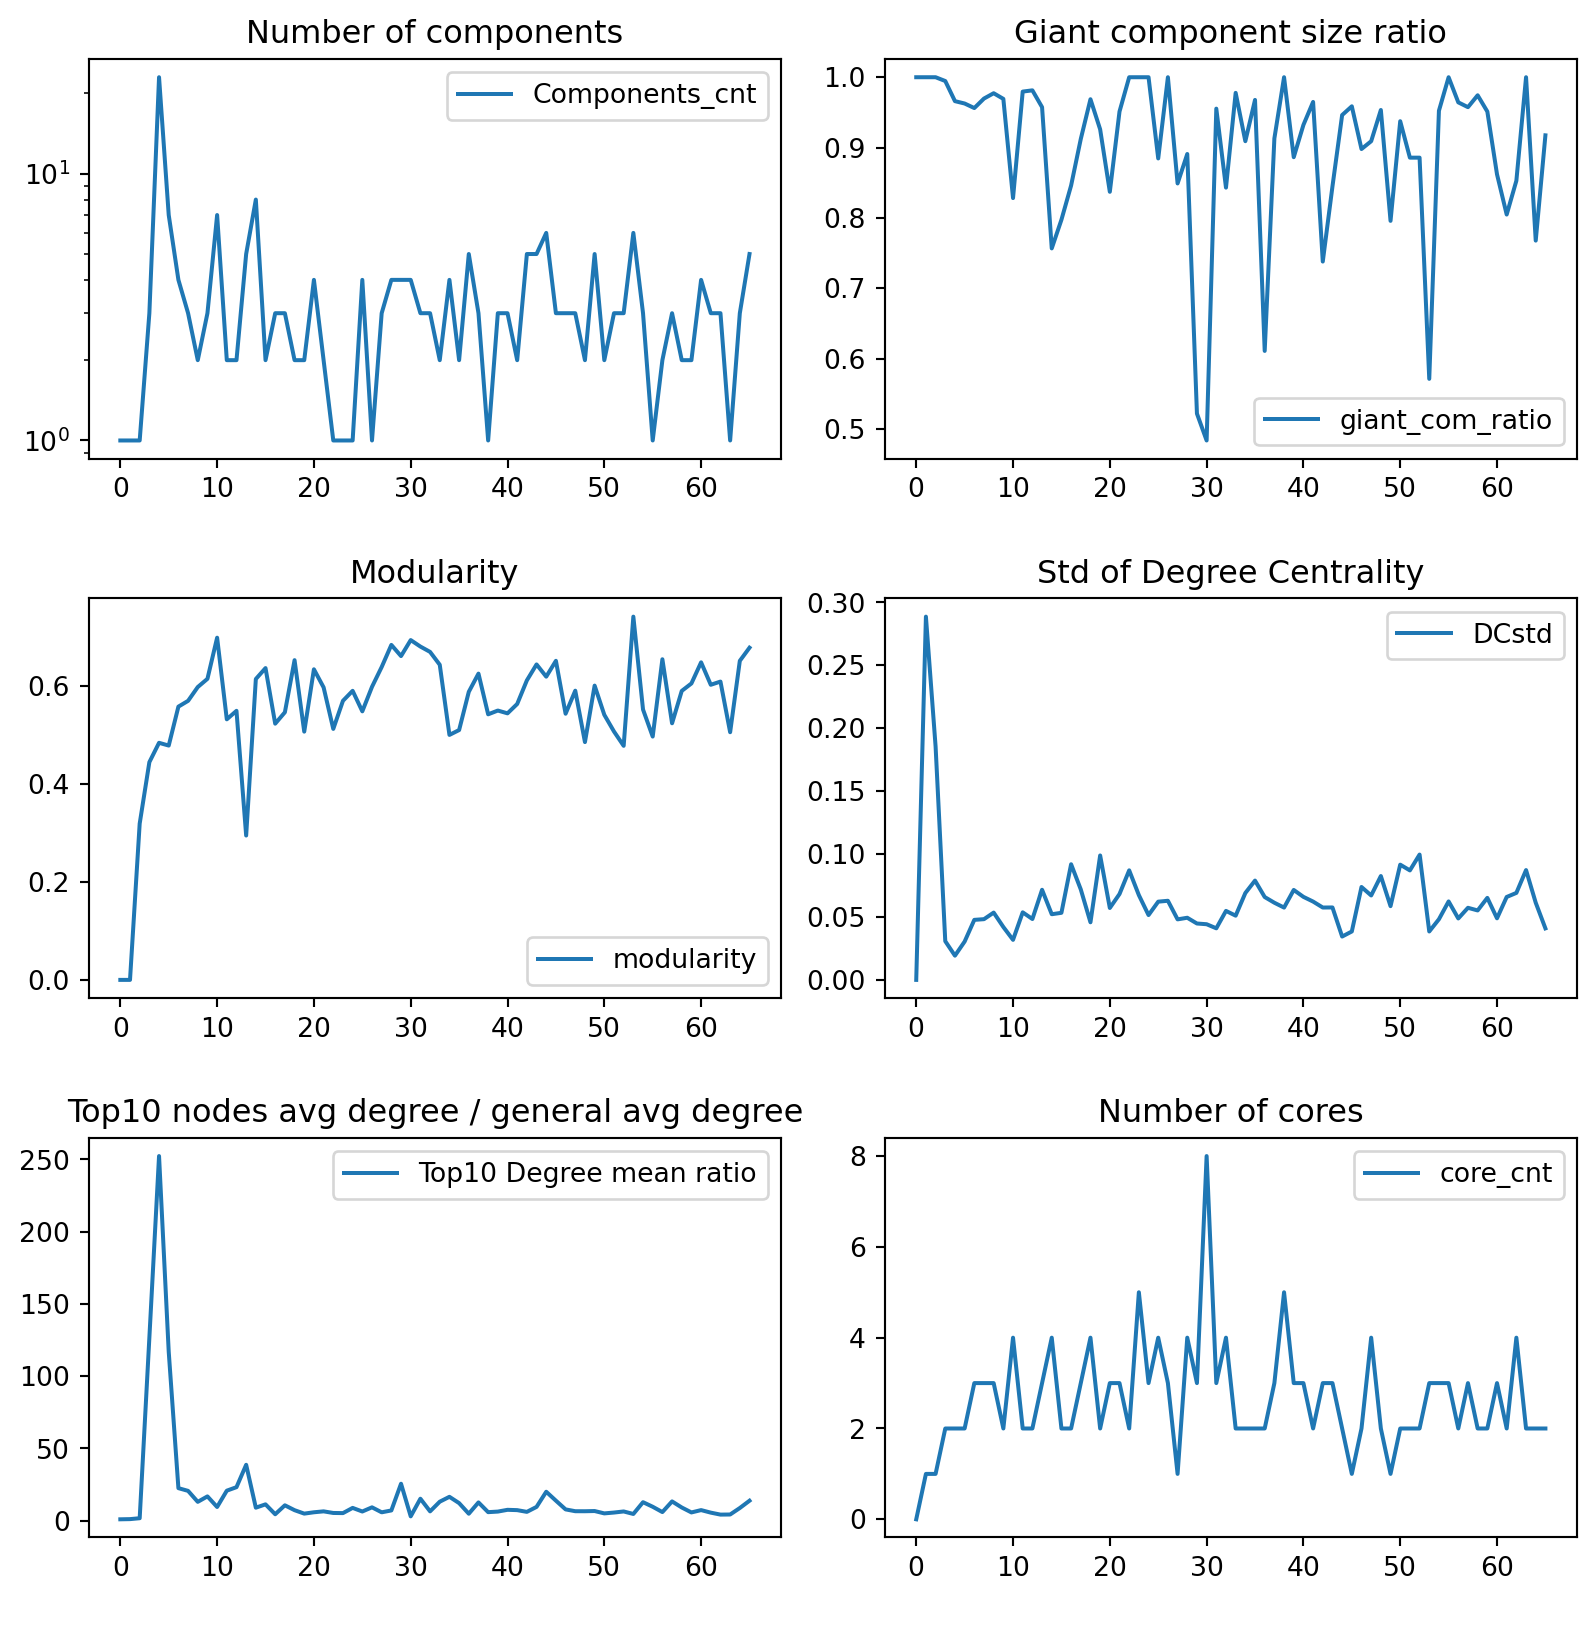 Number of components
Components_cnt
10¹
10⁰
0 10 20 30 40 50 60
Giant component size ratio
1.0
0.9
0.8
0.7
0.6
0.5
giant_com_ratio
0 10 20 30 40 50 60
Modularity
0.6
0.4
0.2
0.0
modularity
0 10 20 30 40 50 60
Std of Degree Centrality
0.30
DCstd
0.25
0.20
0.15
0.10
0.05
0.00
0 10 20 30 40 50 60
Top10 nodes avg degree / general avg degree
250
Top10 Degree mean ratio
200
150
100
50
0
0 10 20 30 40 50 60
Number of cores
8
core_cnt
6
4
2
0
0 10 20 30 40 50 60